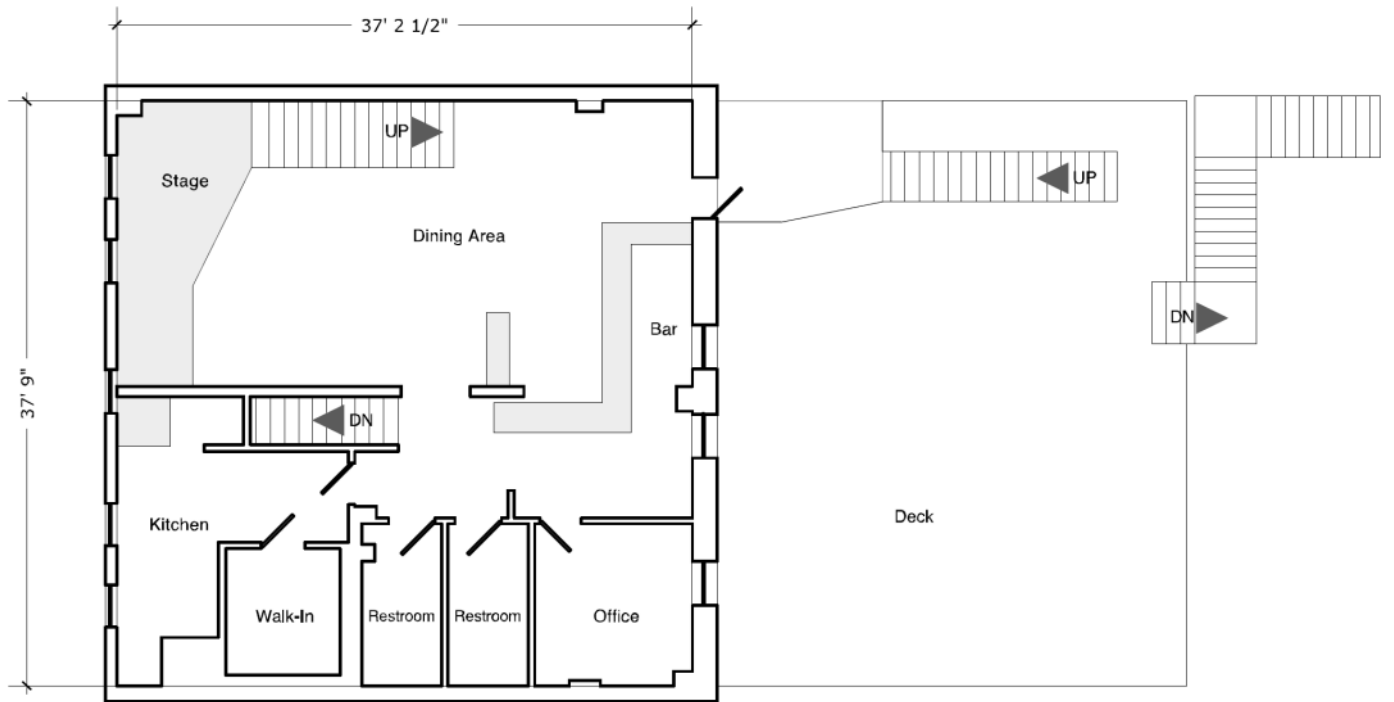 37' 2 1/2"
UP
Stage
UP
Dining Area
Bar
DN
37' 9"
DN
Kitchen
Deck
Walk-In
Restroom
Restroom
Office